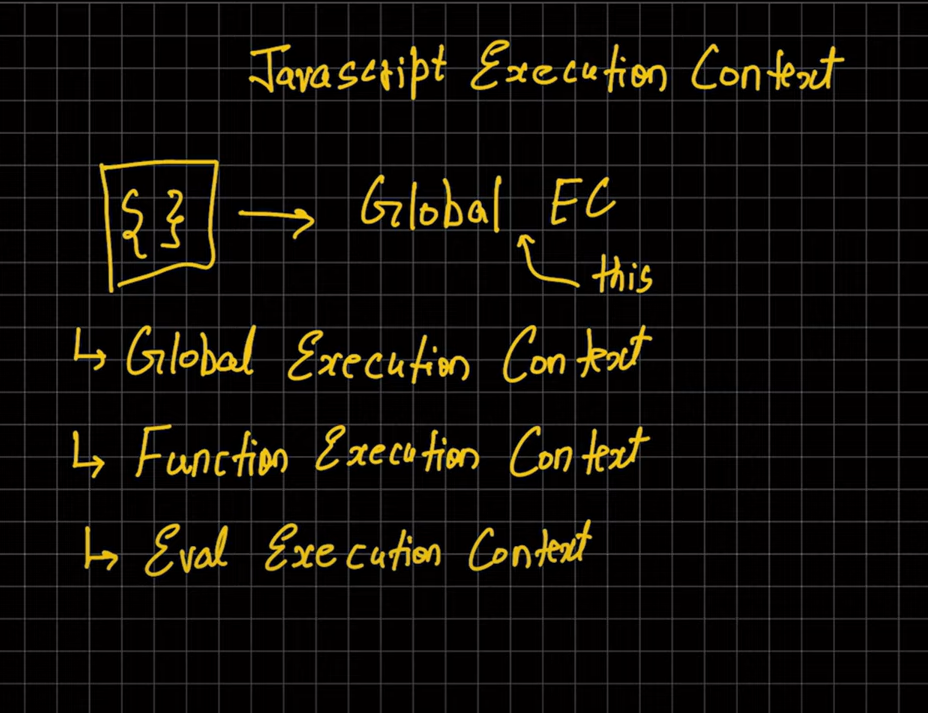 Javascript Execution Context
{ } → Global EC
this
↳ Global Execution Context
↳ Function Execution Context
↳ Eval Execution Context